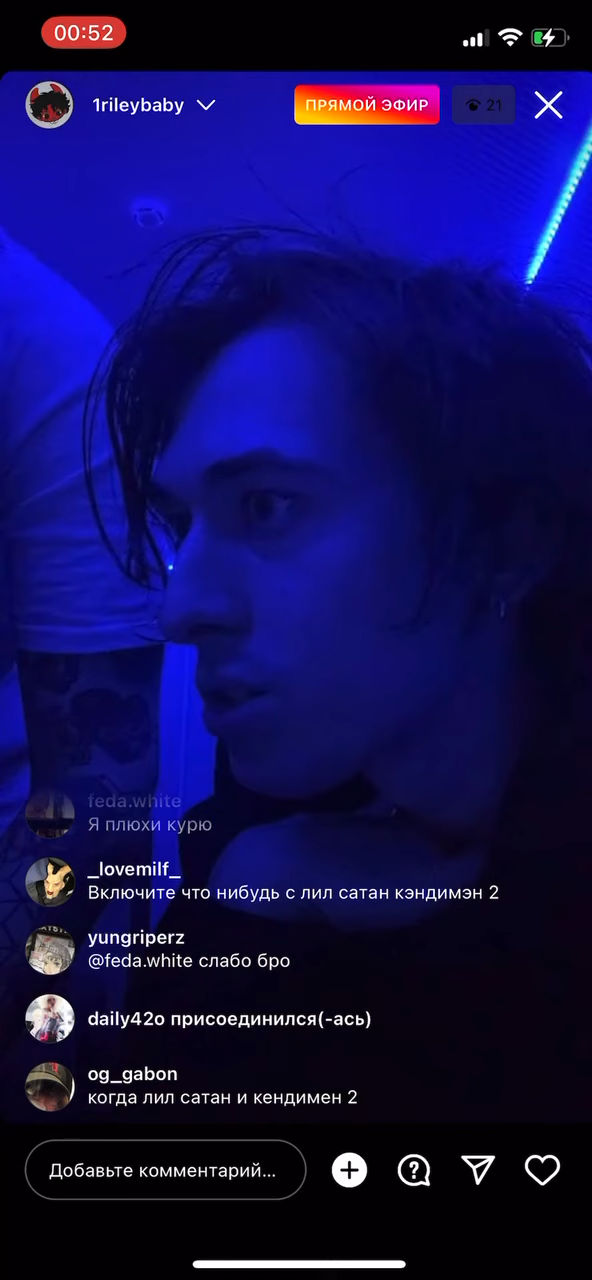 00:52
1rileybaby
ПРЯМОЙ ЭФИР
21
feda.white
Я плюхи курю
_lovemilf_
Включите что нибудь с лил сатан кэндимэн 2
yungriperz
@feda.white слабо бро
daily42o присоединился(-ась)
og_gabon
когда лил сатан и кендимен 2
Добавьте комментарий...